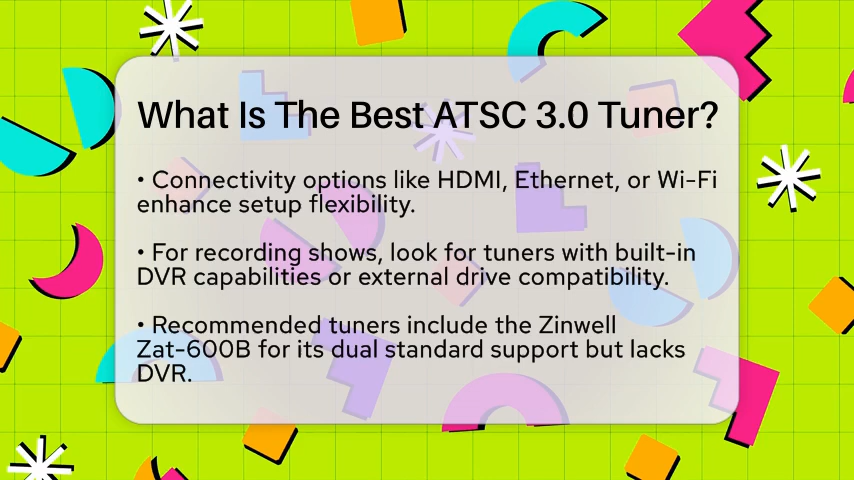 What Is The Best ATSC 3.0 Tuner?
• Connectivity options like HDMI, Ethernet, or Wi-Fi
enhance setup flexibility.
• For recording shows, look for tuners with built-in
DVR capabilities or external drive compatibility.
• Recommended tuners include the Zinwell
Zat-600B for its dual standard support but lacks
DVR.